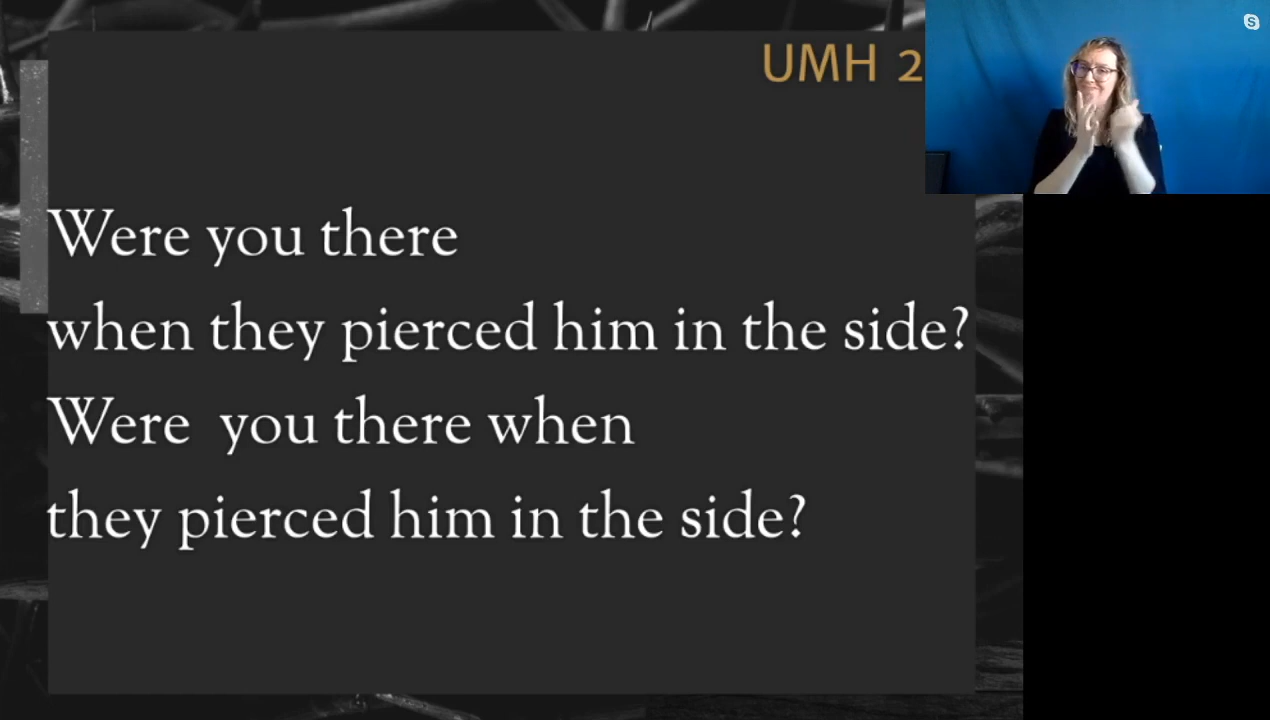 UMH 2
Were you there
when they pierced him in the side?
Were you there when
they pierced him in the side?